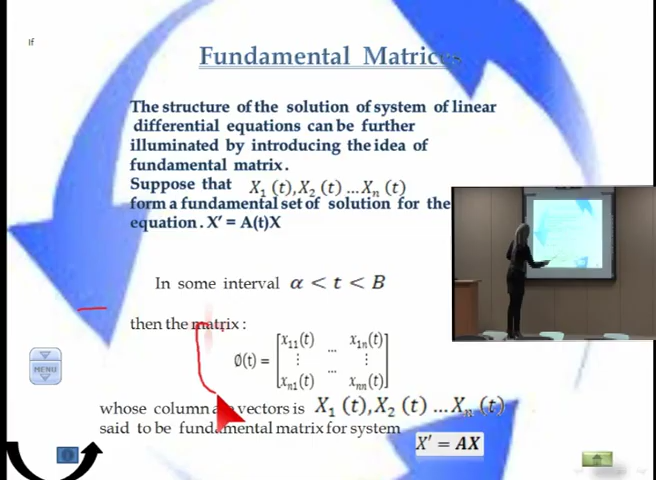 If
Fundamental Matrices
The structure of the solution of system of linear
differential equations can be further
illuminated by introducing the idea of
fundamental matrix.
Suppose that X₁ (t),X₂ (t) ...Xₙ (t)
form a fundamental set of solution for the
equation. X' = A(t)X
In some interval α < t < B
then the matrix:
Ø(t) = [x₁₁(t) ... x₁ₙ(t)
⋮ ⋮
xₙ₁(t) ... xₙₙ(t)]
whose column are vectors is X₁ (t),X₂ (t) ...Xₙ (t)
said to be fundamental matrix for system
X' = AX
MENU